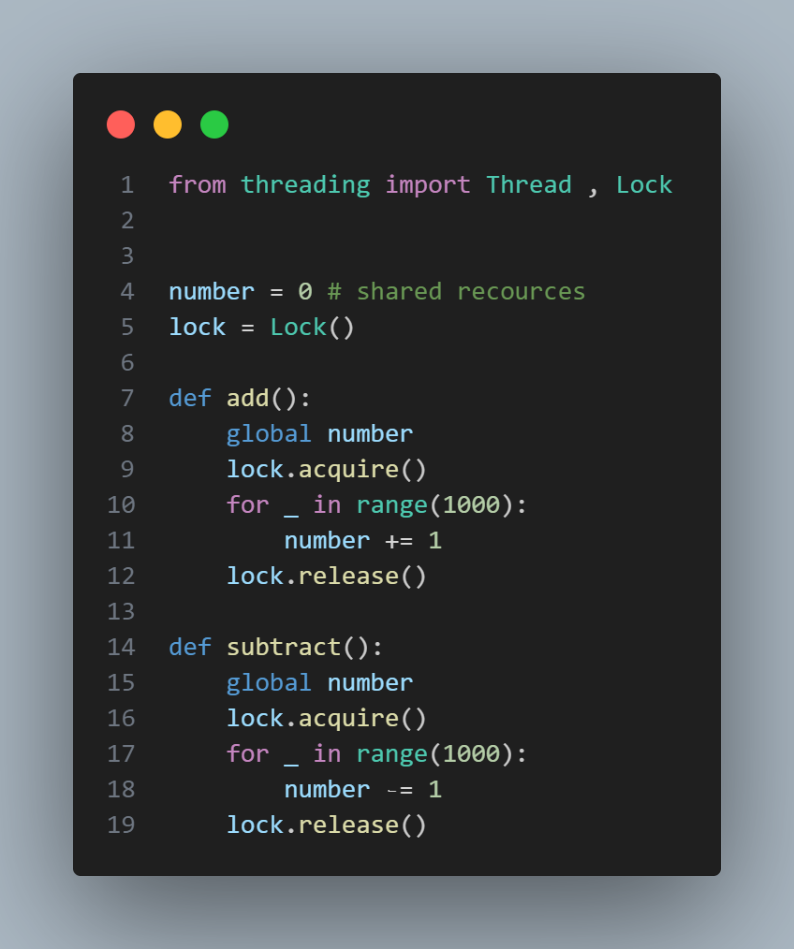 1 from threading import Thread , Lock
2
3
4 number = 0 # shared recources
5 lock = Lock()
6
7 def add():
8     global number
9     lock.acquire()
10     for _ in range(1000):
11         number += 1
12     lock.release()
13
14 def subtract():
15     global number
16     lock.acquire()
17     for _ in range(1000):
18         number -= 1
19     lock.release()